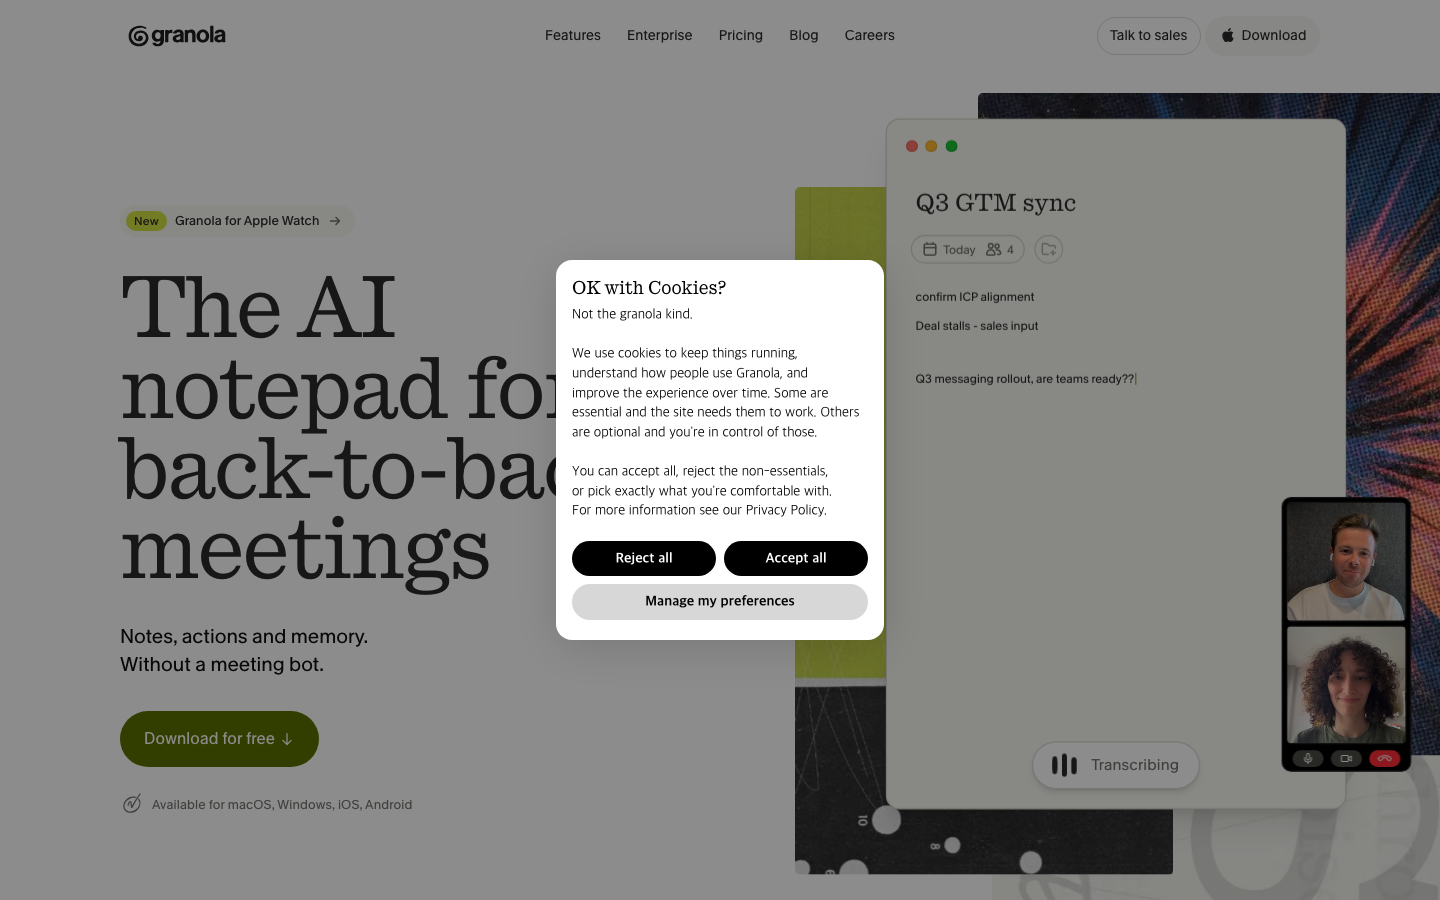 granola
Features
Enterprise
Pricing
Blog
Careers
Talk to sales
Download
New
Granola for Apple Watch →
The AI
notepad for
back-to-bac
meetings
Notes, actions and memory.
Without a meeting bot.
Download for free ↓
Available for macOS, Windows, iOS, Android
OK with Cookies?
Not the granola kind.
We use cookies to keep things running,
understand how people use Granola, and
improve the experience over time. Some are
essential and the site needs them to work. Others
are optional and you're in control of those.
You can accept all, reject the non-essentials,
or pick exactly what you're comfortable with.
For more information see our Privacy Policy.
Reject all
Accept all
Manage my preferences
Q3 GTM sync
Today
4
confirm ICP alignment
Deal stalls - sales input
Q3 messaging rollout, are teams ready??
Transcribing
10
8